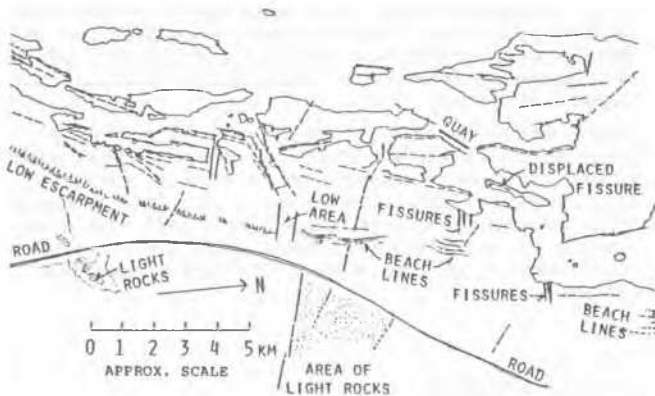 QUAY
DISPLACED
FISSURE
LOW ESCARPMENT
LOW
AREA
FISSURES
BEACH
LINES
ROAD
LIGHT
ROCKS
N
FISSURES
BEACH
LINES
0 1 2 3 4 5 KM
APPROX. SCALE
ROAD
AREA OF
LIGHT ROCKS